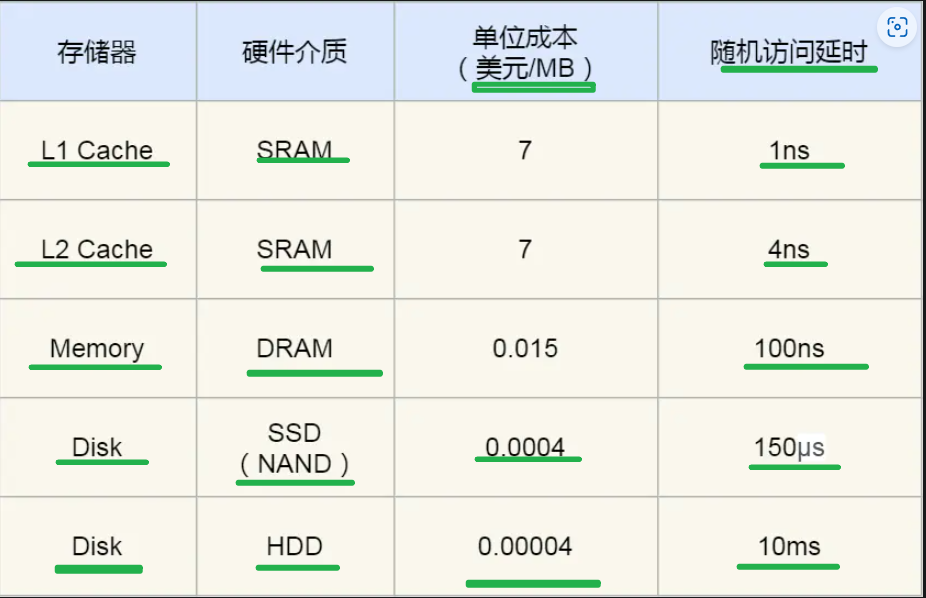 存储器
硬件介质
单位成本
（美元/MB）
随机访问延时
L1 Cache
SRAM
7
1ns
L2 Cache
SRAM
7
4ns
Memory
DRAM
0.015
100ns
Disk
SSD
（NAND）
0.0004
150μs
Disk
HDD
0.00004
10ms